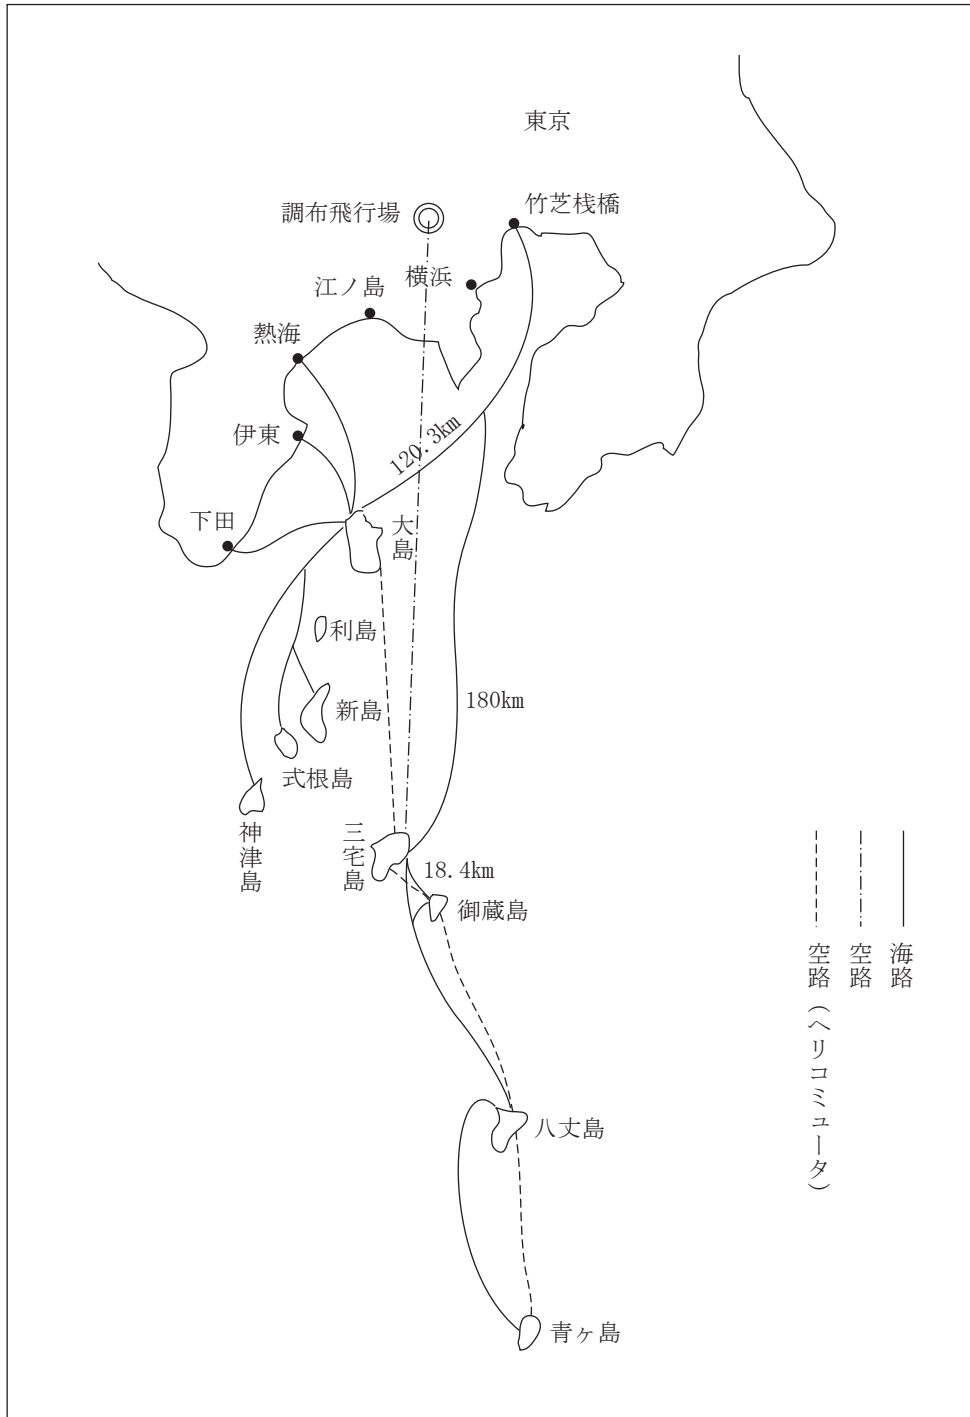 東京
竹芝桟橋
調布飛行場
横浜
江ノ島
熱海
伊東
120.3km
下田
大島
利島
180km
新島
式根島
神津島
三宅島
18.4km
御蔵島
八丈島
青ヶ島
海路
空路
空路（ヘリコミュータ）